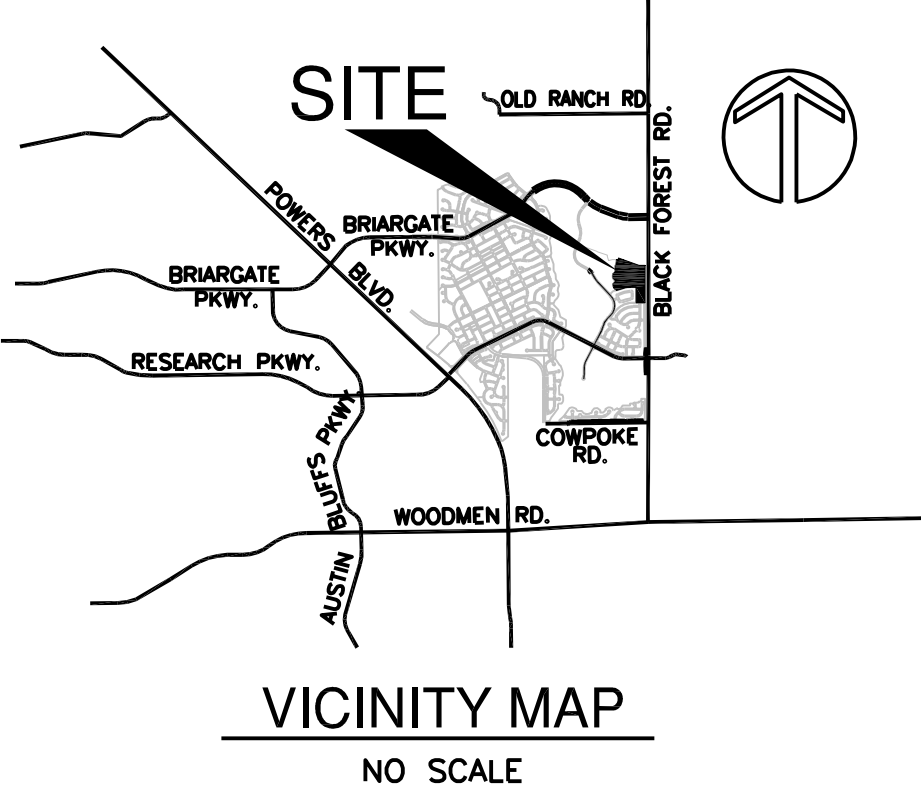 SITE
OLD RANCH RD.
BLACK FOREST RD.
POWERS BLVD.
BRIARGATE
PKWY.
BRIARGATE
PKWY.
RESEARCH PKWY.
AUSTIN BLUFFS PKWY.
COWPOKE
RD.
WOODMEN RD.
VICINITY MAP
NO SCALE